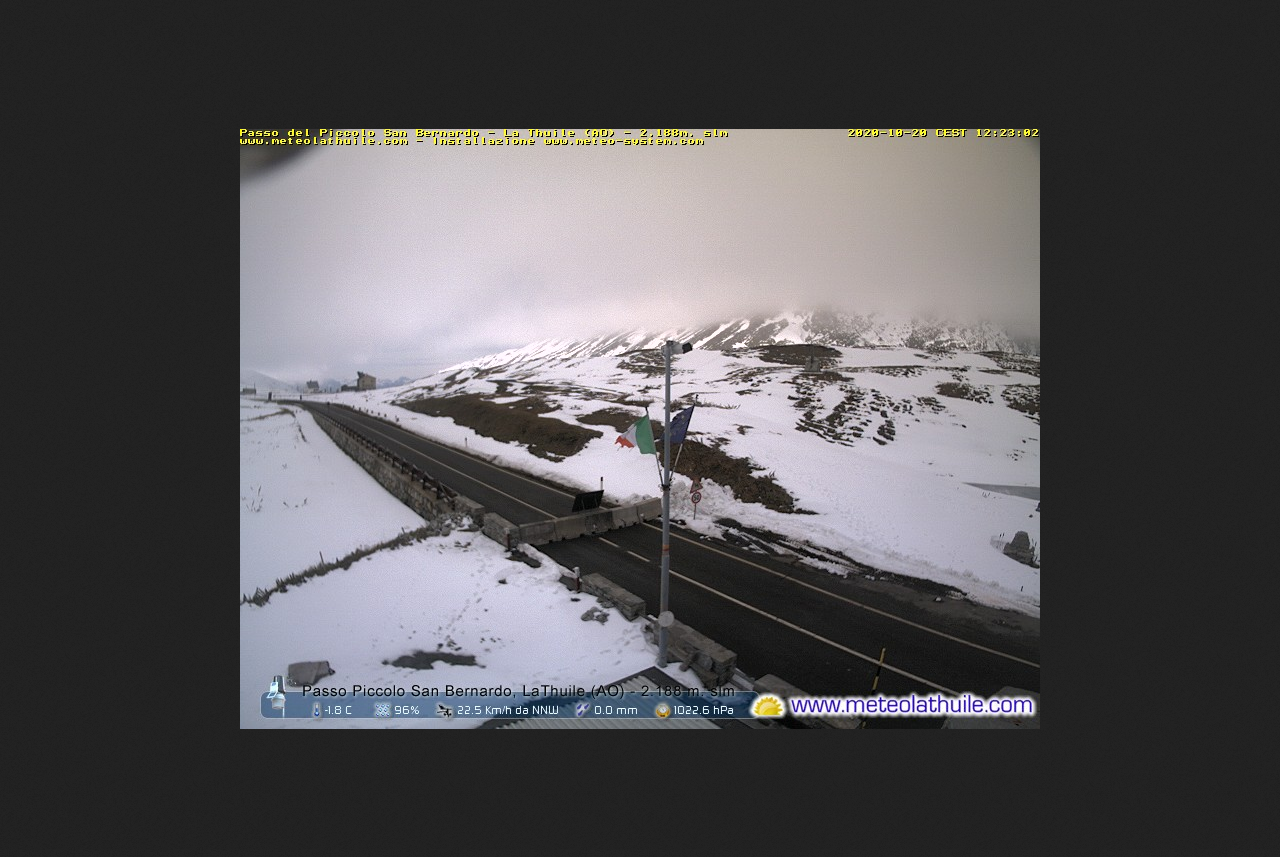 Passo del Piccolo San Bernardo - La Thuile (AO) - 2.188m. slm
2020-10-20 CEST 12:23:02
www.meteolathuile.com - Installazione www.meteo-system.com
Passo Piccolo San Bernardo, LaThuile (AO) - 2.188 m. slm
-1.8 C 96% 22.5 Km/h da NNW 0.0 mm 1022.6 hPa
www.meteolathuile.com